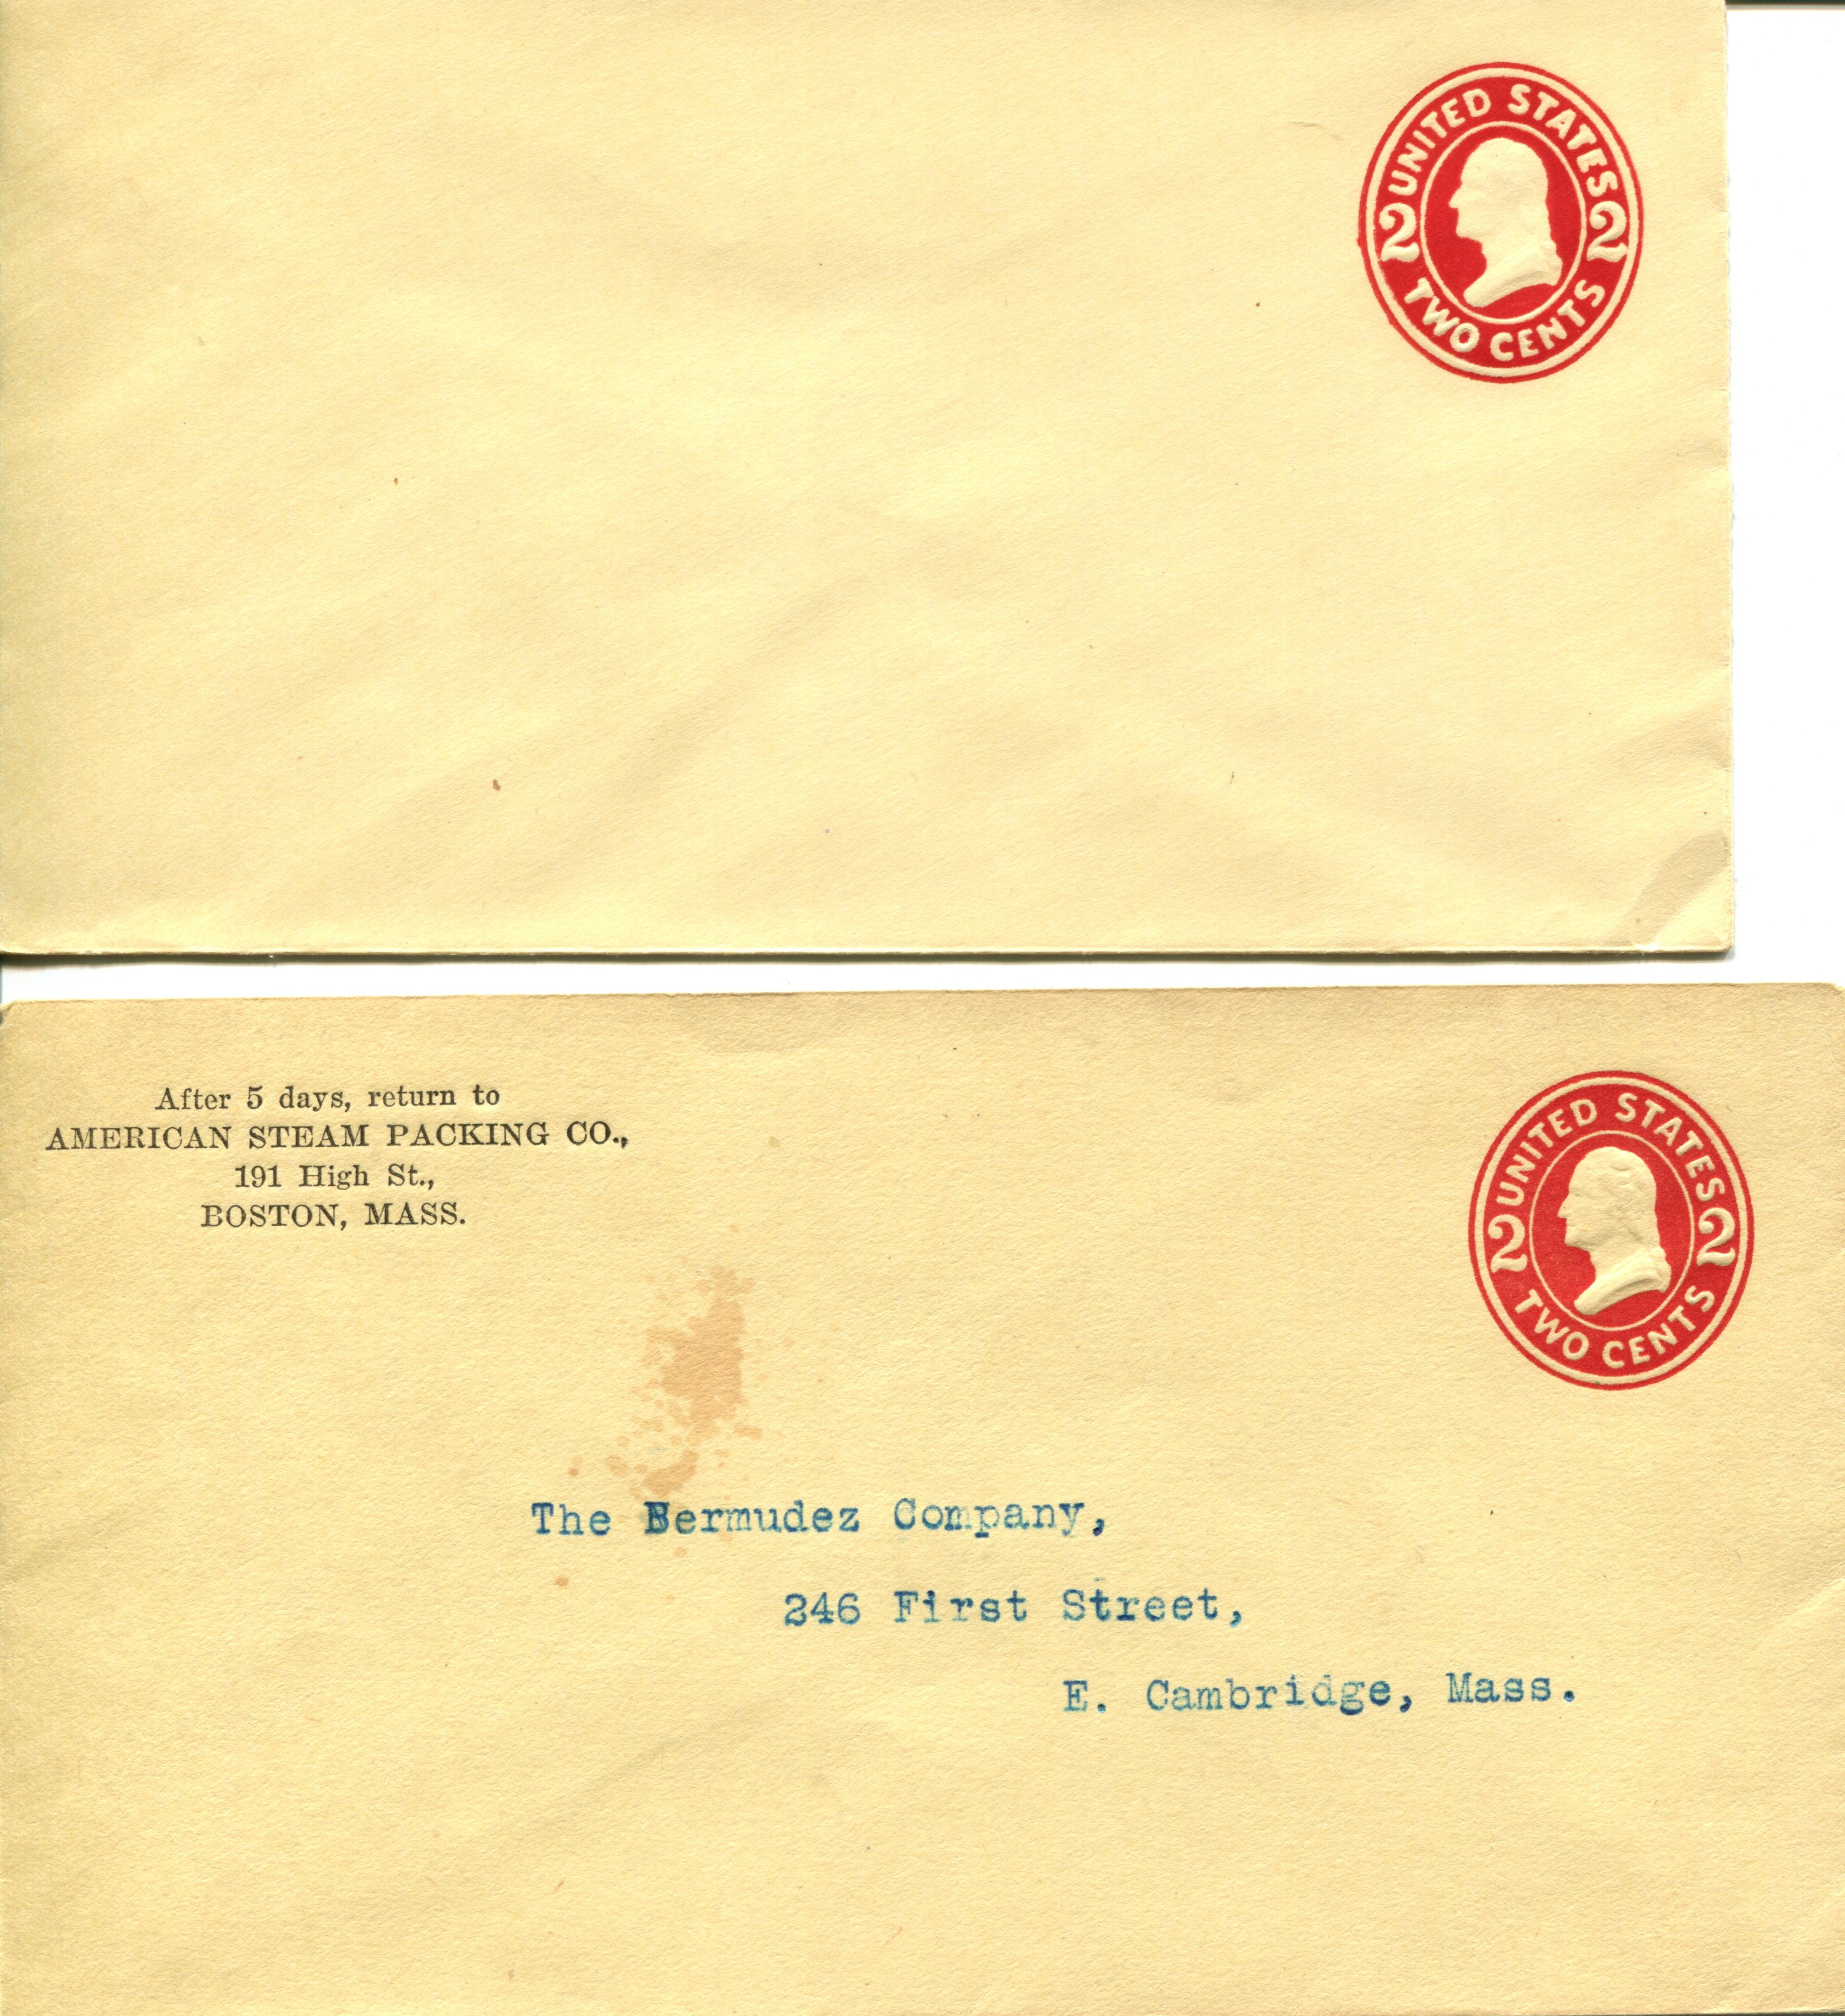 UNITED STATES
2 2
TWO CENTS
After 5 days, return to
AMERICAN STEAM PACKING CO.,
191 High St.,
BOSTON, MASS.
UNITED STATES
2 2
TWO CENTS
The Bermudez Company,
246 First Street,
E. Cambridge, Mass.